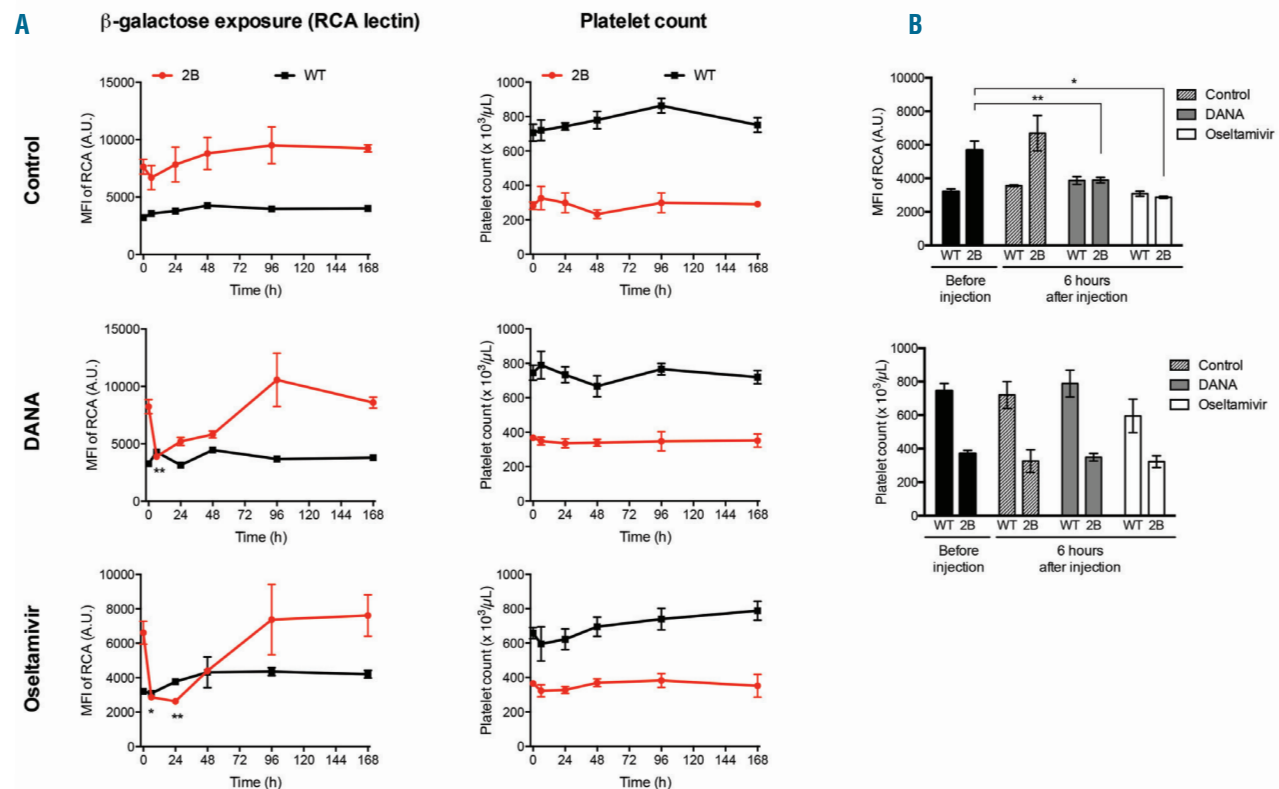 A
β-galactose exposure (RCA lectin)
Platelet count
B
Control
2B
WT
15000
10000
5000
0
MFI of RCA (A.U.)
0 24 48 72 96 120 144 168
Time (h)
2B
WT
1000
800
600
400
200
0
Platelet count (x 10³/µL)
0 24 48 72 96 120 144 168
Time (h)
DANA
15000
10000
5000
0
MFI of RCA (A.U.)
**
0 24 48 72 96 120 144 168
Time (h)
1000
800
600
400
200
0
Platelet count (x 10³/µL)
0 24 48 72 96 120 144 168
Time (h)
Oseltamivir
10000
8000
6000
4000
2000
0
MFI of RCA (A.U.)
*
**
0 24 48 72 96 120 144 168
Time (h)
1000
800
600
400
200
0
Platelet count (x 10³/µL)
0 24 48 72 96 120 144 168
Time (h)
10000
8000
6000
4000
2000
0
MFI of RCA (A.U.)
*
**
Control
DANA
Oseltamivir
WT 2B WT 2B WT 2B WT 2B
Before
injection
6 hours
after injection
1000
800
600
400
200
0
Platelet count (x 10³/µL)
Control
DANA
Oseltamivir
WT 2B WT 2B WT 2B WT 2B
Before
injection
6 hours
after injection